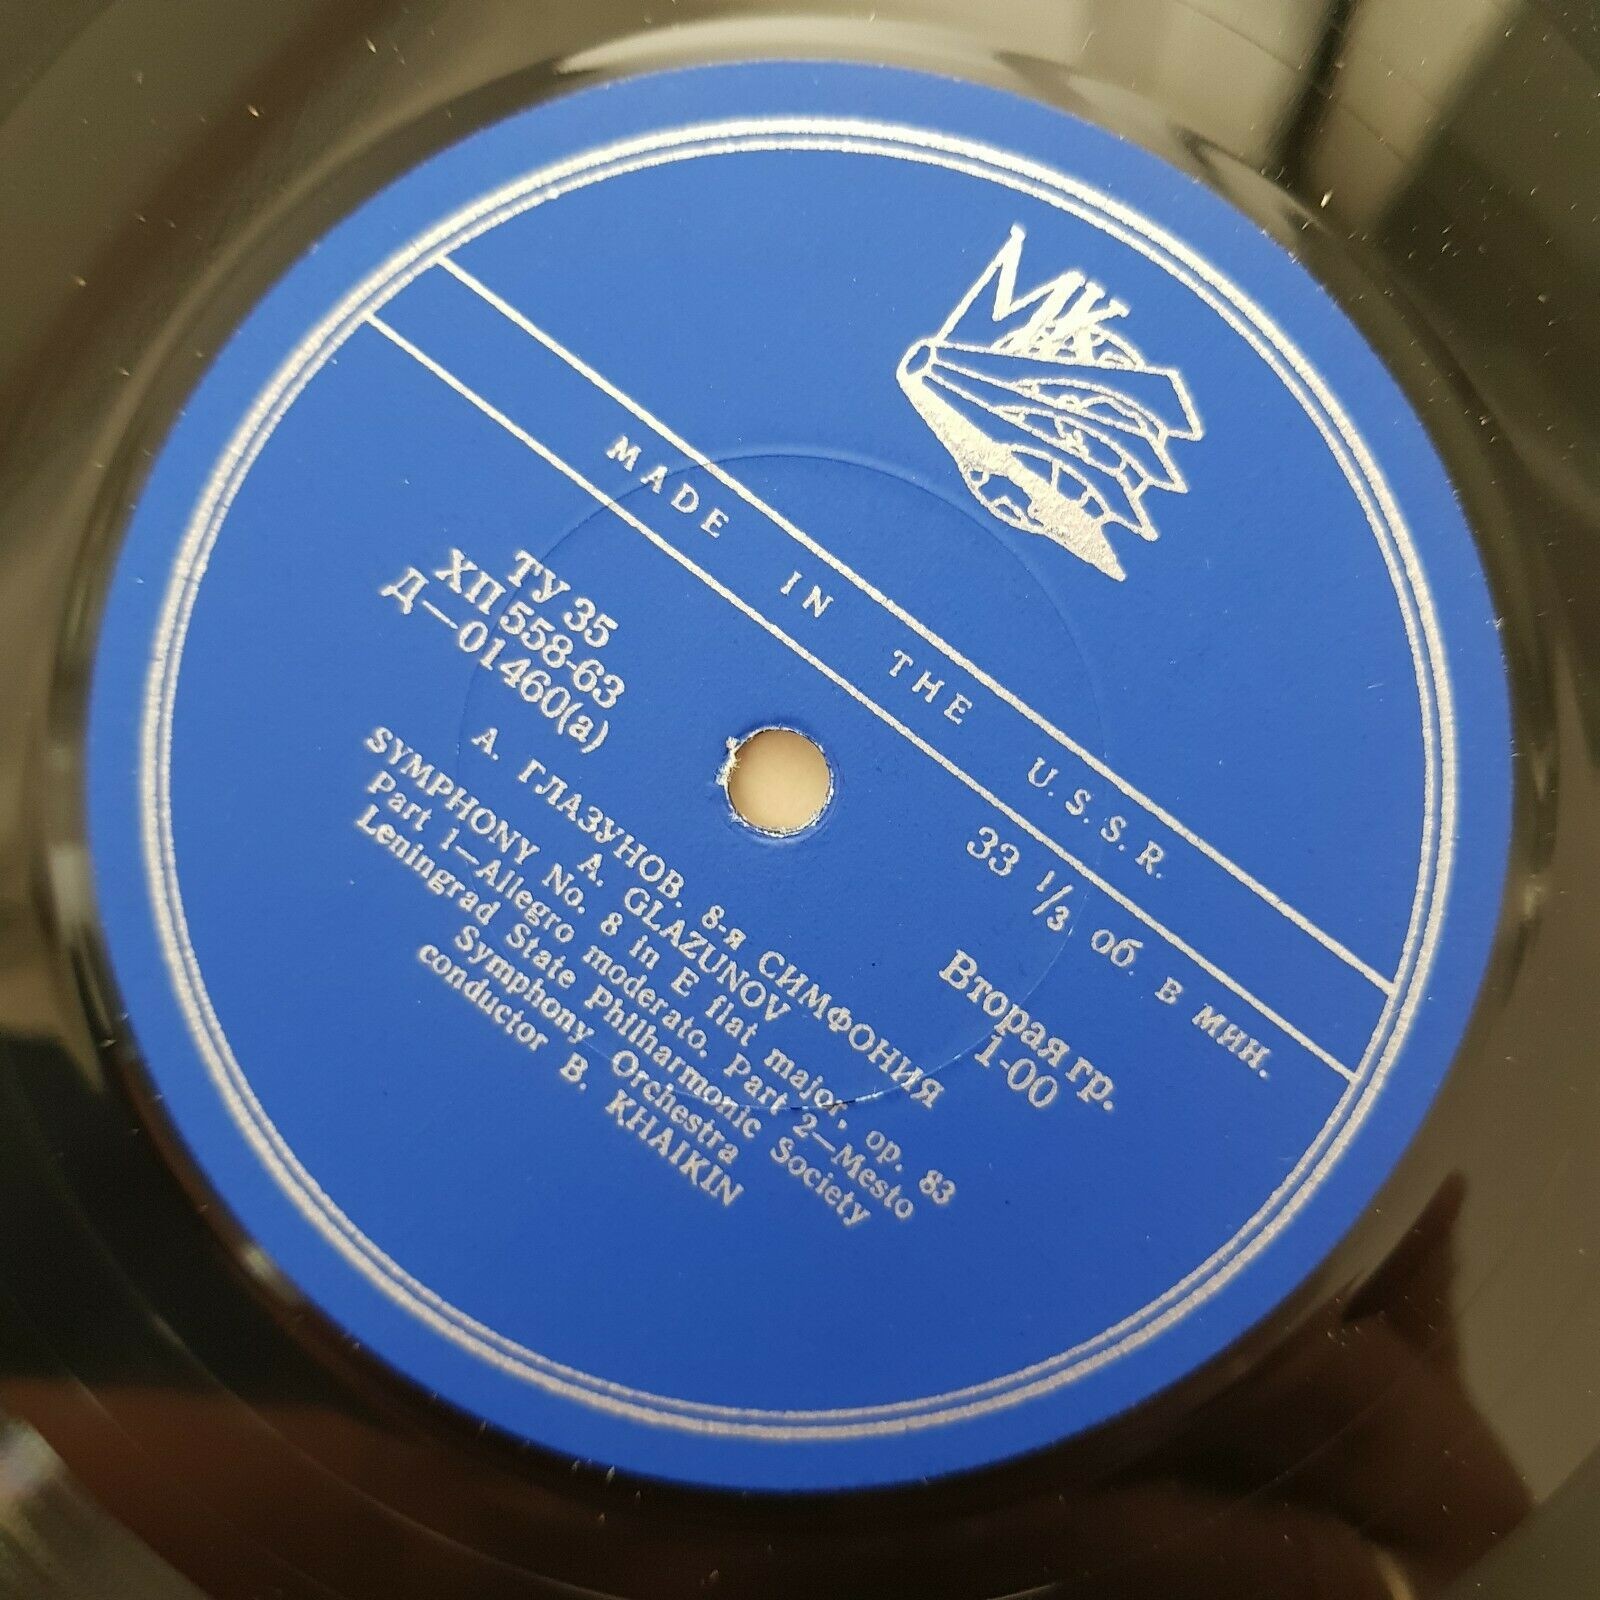 МК
MADE IN THE U.S.S.R.
33 1/3 об. в мин.
ТУ 35
ХП 558-63
Д—01460(а)
Вторая гр.
1-00
А. ГЛАЗУНОВ. 8-я СИМФОНИЯ
A. GLAZUNOV
SYMPHONY No. 8 in E flat major, op. 83
Part 1—Allegro moderato. Part 2—Mesto
Leningrad State Philharmonic Society
Symphony Orchestra
conductor B. KHAIKIN